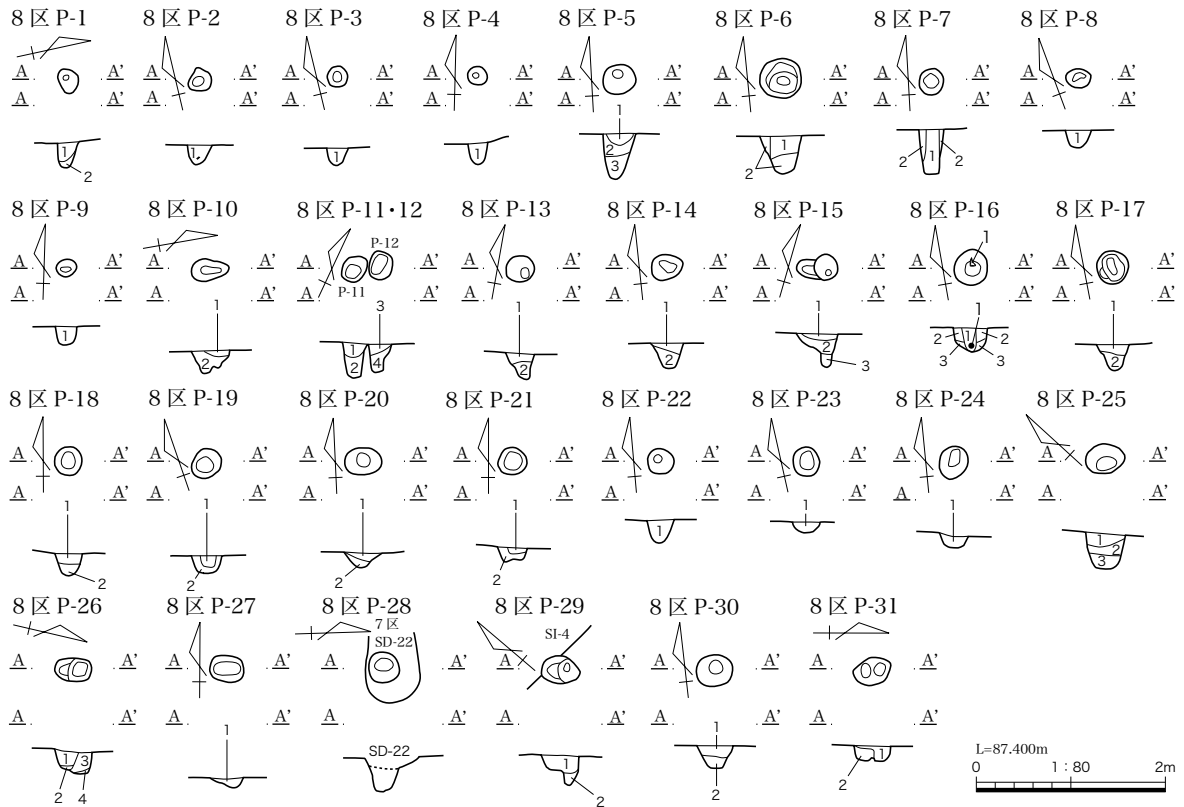 8区 P-1 8区 P-2 8区 P-3 8区 P-4 8区 P-5 8区 P-6 8区 P-7 8区 P-8
A A' A A' A A' A A' A A' A A' A A' A A'
A A' A A' A A' A A' A A' A A' A A' A A'
1 2 1 1 1 1 2 3 1 2 2 1 2 1
8区 P-9 8区 P-10 8区 P-11・12 8区 P-13 8区 P-14 8区 P-15 8区 P-16 8区 P-17
P-12 1
A A' A A' A A' A A' A A' A A' A A' A A'
P-11
A A' A A' A A' A A' A A' A A' A A' A A'
1 1 2 1 2 3 4 1 2 1 2 1 2 3 1 2 1 2 3 3 1 2
8区 P-18 8区 P-19 8区 P-20 8区 P-21 8区 P-22 8区 P-23 8区 P-24 8区 P-25
A A' A A' A A' A A' A A' A A' A A' A A'
A A' A A' A A' A A' A A' A A' A A' A A'
1 2 1 2 1 2 1 2 1 1 1 1 2 3
8区 P-26 8区 P-27 8区 P-28 8区 P-29 8区 P-30 8区 P-31
7区
SD-22 SI-4
A A' A A' A A' A A' A A' A A'
A A' A A' A A' A A' A A' A A'
1 3 2 4 1 SD-22 1 2 1 2 1 2
L=87.400m
0 1：80 2m